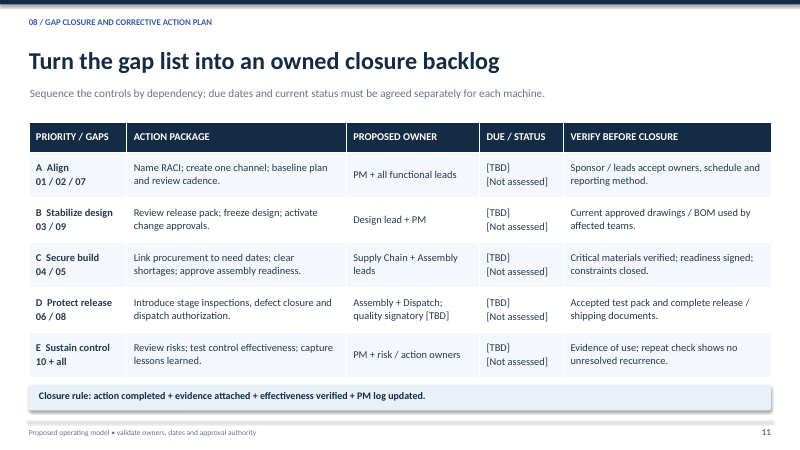 08 / GAP CLOSURE AND CORRECTIVE ACTION PLAN
Turn the gap list into an owned closure backlog
Sequence the controls by dependency; due dates and current status must be agreed separately for each machine.
PRIORITY / GAPS ACTION PACKAGE PROPOSED OWNER DUE / STATUS VERIFY BEFORE CLOSURE
A Align
01 / 02 / 07
Name RACI; create one channel; baseline plan
and review cadence.
PM + all functional leads
[TBD]
[Not assessed]
Sponsor / leads accept owners, schedule and
reporting method.
B Stabilize design
03 / 09
Review release pack; freeze design; activate
change approvals.
Design lead + PM
[TBD]
[Not assessed]
Current approved drawings / BOM used by
affected teams.
C Secure build
04 / 05
Link procurement to need dates; clear
shortages; approve assembly readiness.
Supply Chain + Assembly
leads
[TBD]
[Not assessed]
Critical materials verified; readiness signed;
constraints closed.
D Protect release
06 / 08
Introduce stage inspections, defect closure and
dispatch authorization.
Assembly + Dispatch;
quality signatory [TBD]
[TBD]
[Not assessed]
Accepted test pack and complete release /
shipping documents.
E Sustain control
10 + all
Review risks; test control effectiveness; capture
lessons learned.
PM + risk / action owners
[TBD]
[Not assessed]
Evidence of use; repeat check shows no
unresolved recurrence.
Closure rule: action completed + evidence attached + effectiveness verified + PM log updated.
Proposed operating model • validate owners, dates and approval authority
11